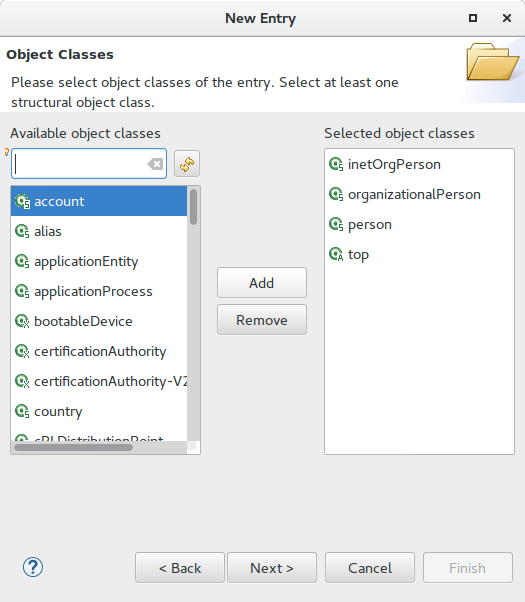 New Entry
Object Classes
Please select object classes of the entry. Select at least one
structural object class.
Available object classes
account
alias
applicationEntity
applicationProcess
bootableDevice
certificationAuthority
certificationAuthority-V2
country
cRLDistributionPoint
Add
Remove
Selected object classes
inetOrgPerson
organizationalPerson
person
top
?
< Back
Next >
Cancel
Finish